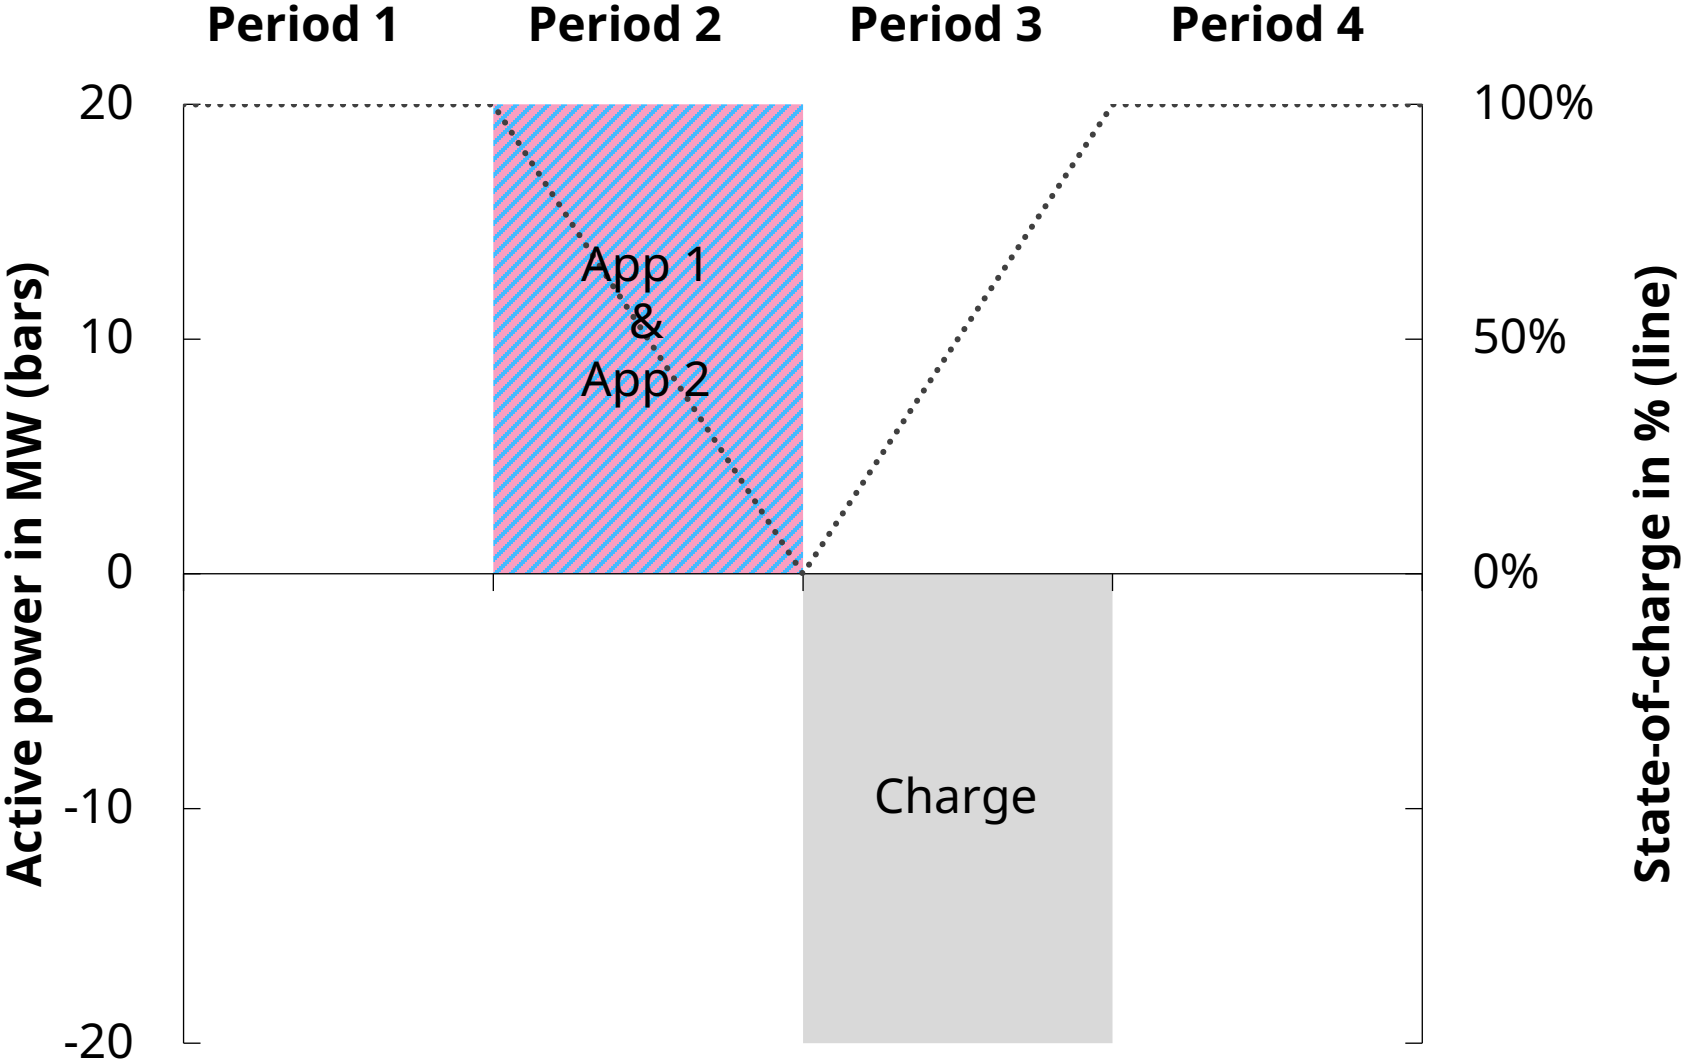 Period 1 Period 2 Period 3 Period 4
20 100%
App 1
&
10 50%
App 2
0 0%
Charge
-10
-20
Active power in MW (bars)
State-of-charge in % (line)